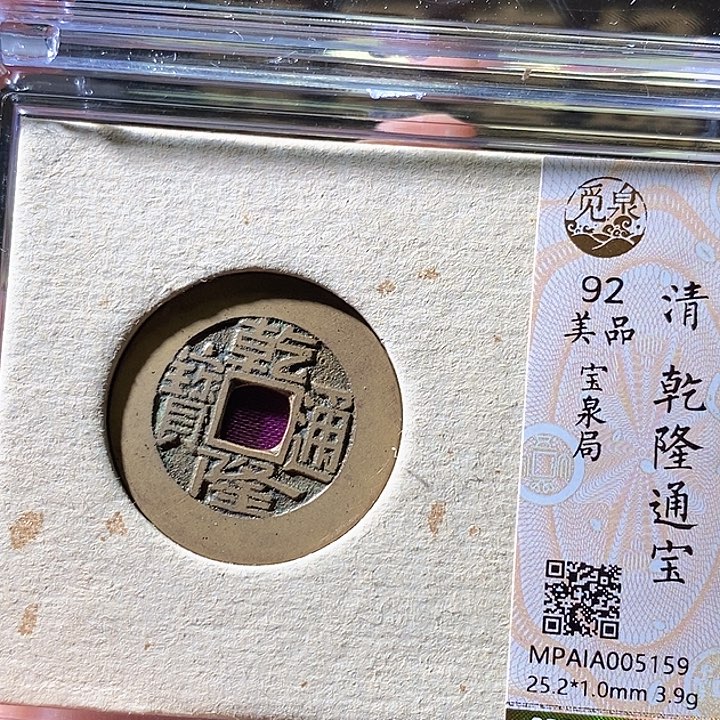 乾隆通寳
觅泉
92
美品
宝泉局
清 乾隆通宝
MPAIA005159
25.2*1.0mm 3.9g